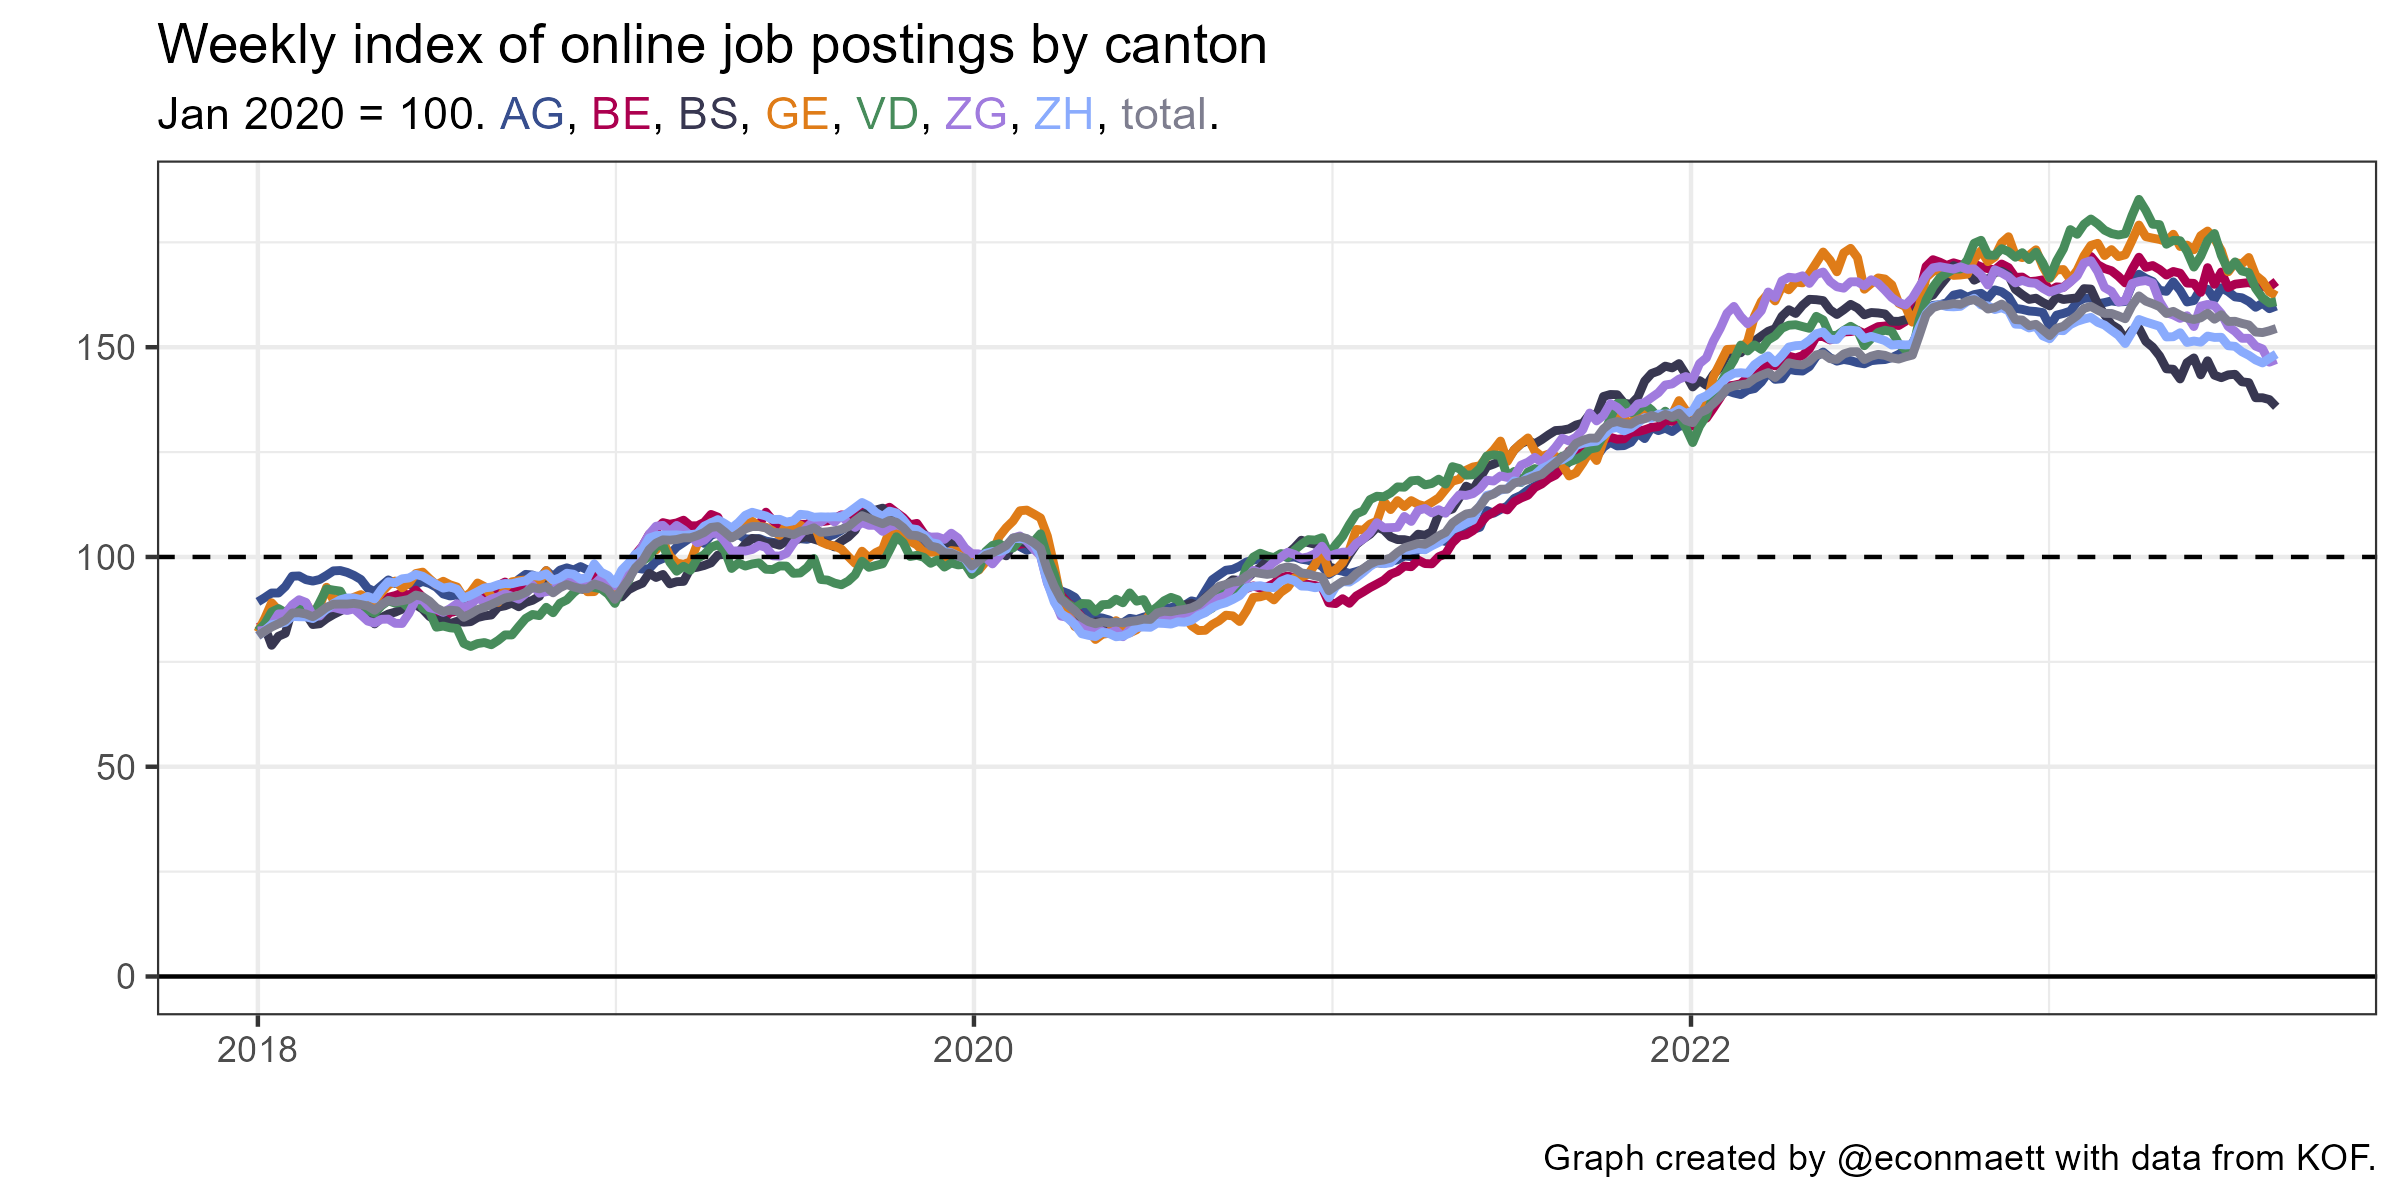 Weekly index of online job postings by canton
Jan 2020 = 100. AG, BE, BS, GE, VD, ZG, ZH, total.
150
100
50
0
2018 2020 2022
Graph created by @econmaett with data from KOF.